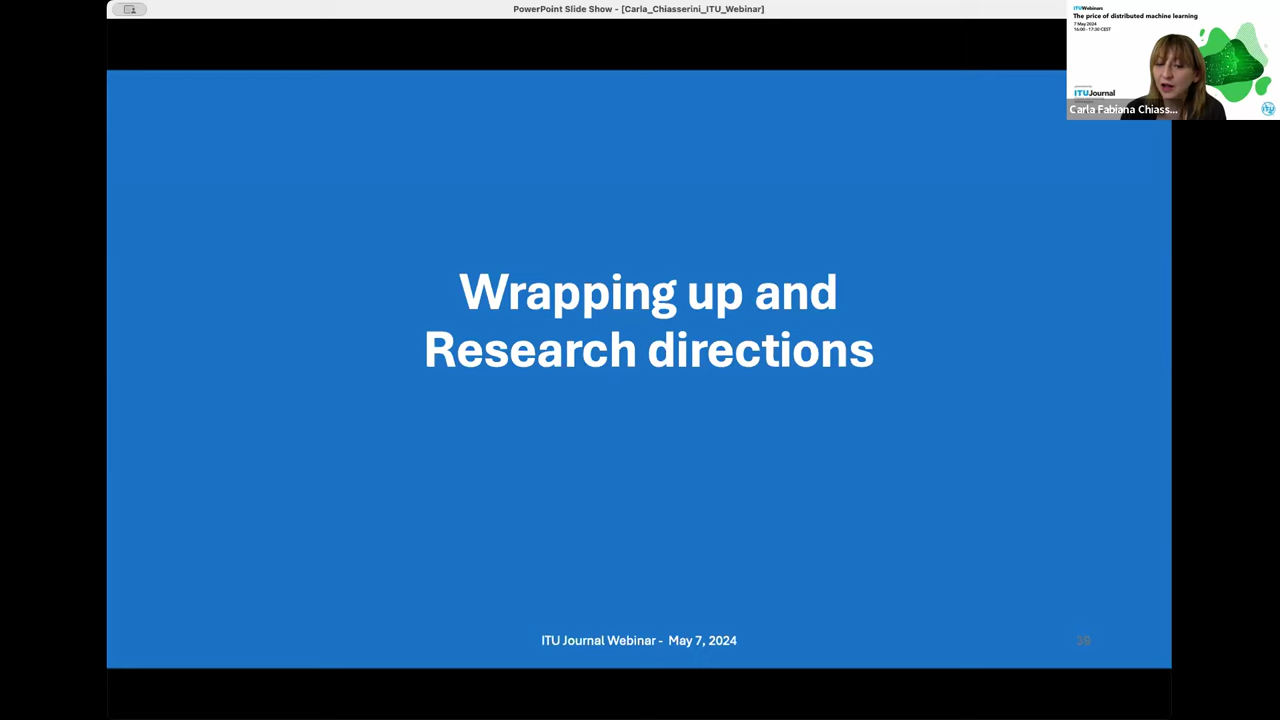 PowerPoint Slide Show - [Carla_Chiasserini_ITU_Webinar]
ITUWebinars
The price of distributed machine learning
7 May 2024
16:00 - 17:30 CEST
ITUJournal
Carla Fabiana Chiass...
Wrapping up and
Research directions
ITU Journal Webinar - May 7, 2024
39